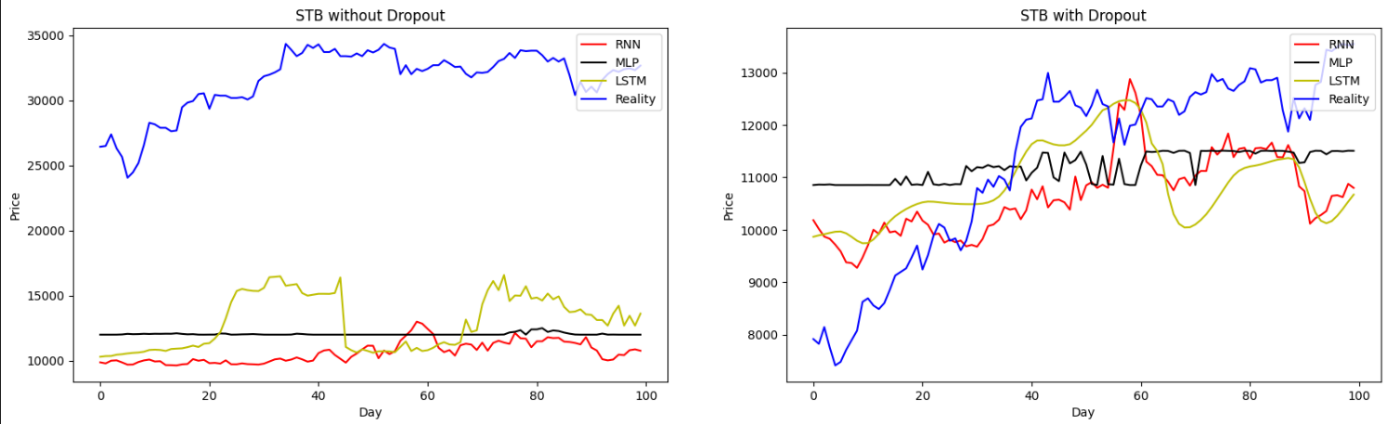 STB without Dropout
35000
30000
25000
20000
15000
10000
Price
0 20 40 60 80 100
Day
RNN
MLP
LSTM
Reality
STB with Dropout
13000
12000
11000
10000
9000
8000
Price
0 20 40 60 80 100
Day
RNN
MLP
LSTM
Reality